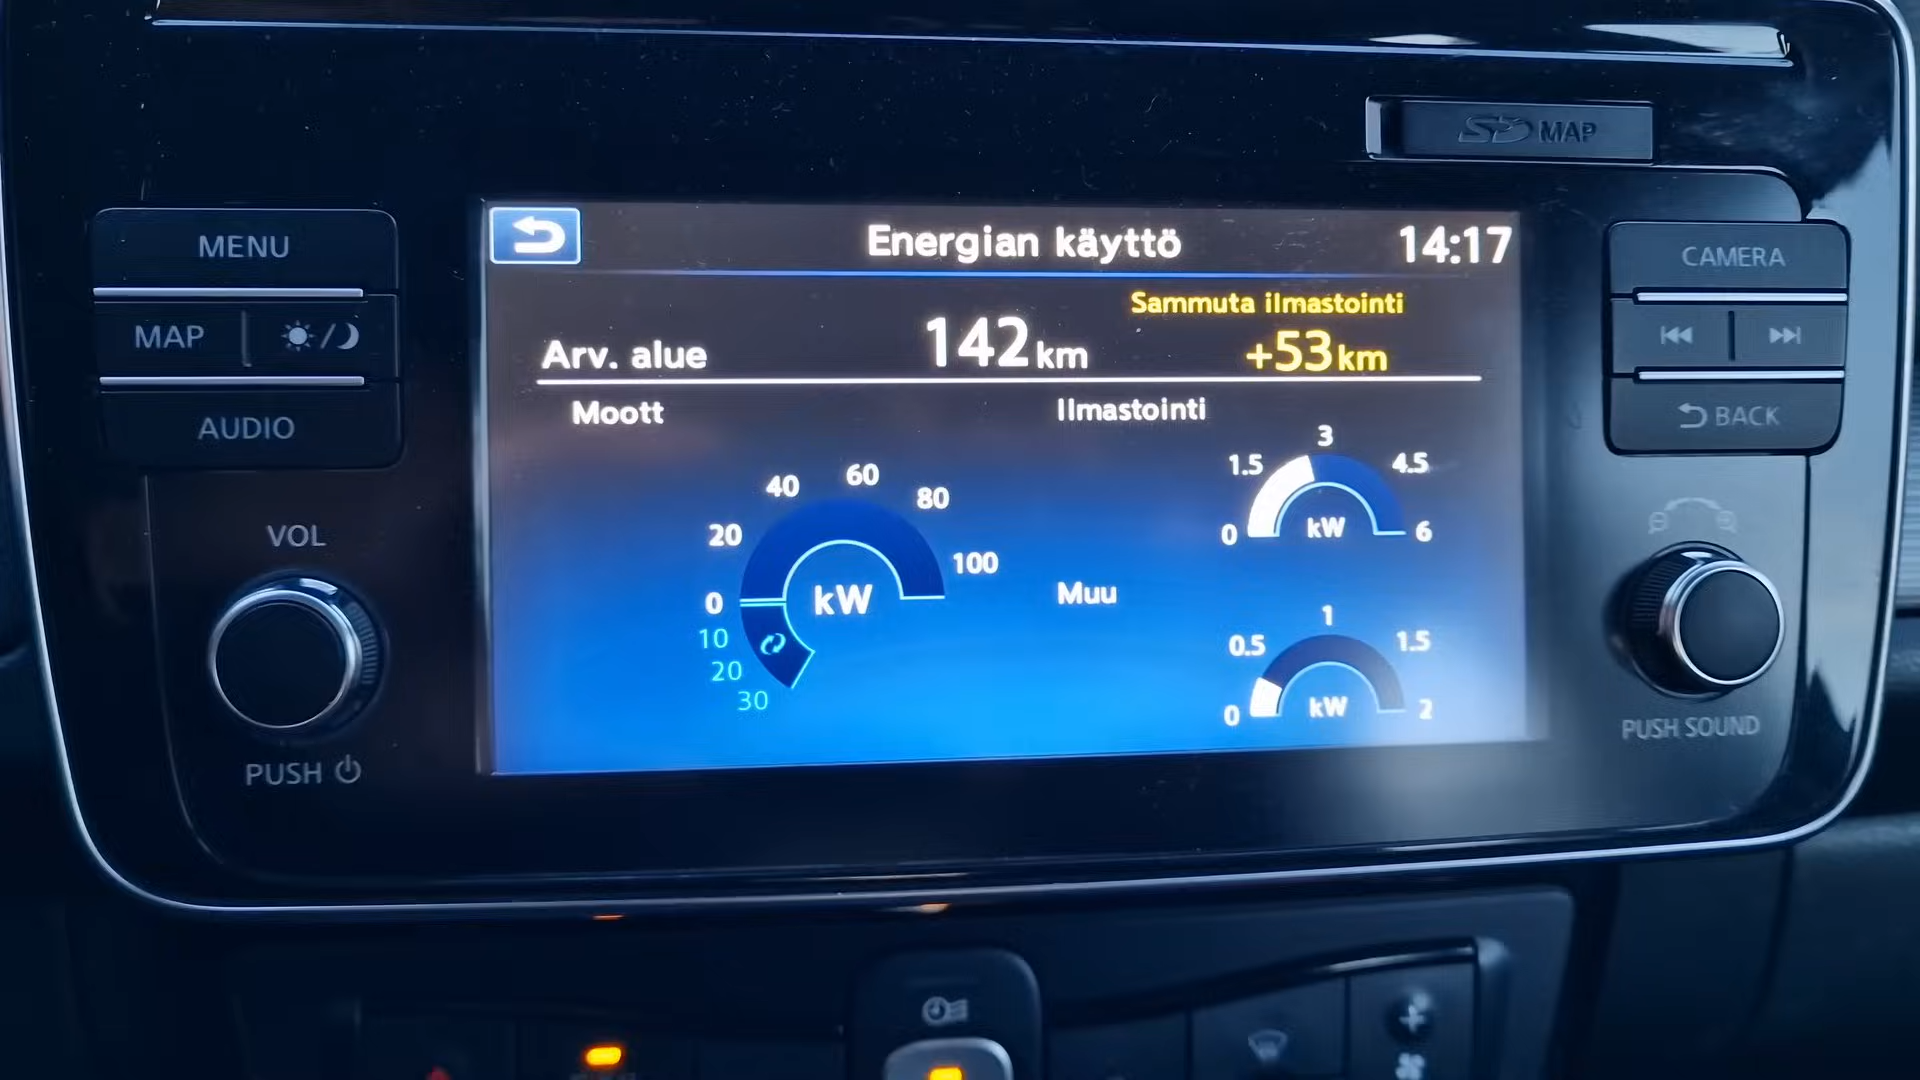 SD MAP
MENU
MAP
AUDIO
VOL
PUSH
Energian käyttö 14:17
Sammuta ilmastointi
Arv. alue 142 km +53 km
Moott
0 20 40 60 80 100
kW
10 20 30
Ilmastointi
0 1.5 3 4.5 6
kW
Muu
0 0.5 1 1.5 2
kW
CAMERA
BACK
PUSH SOUND